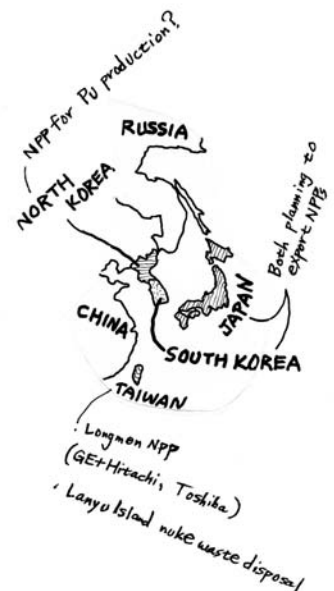 NPP for Pu production?
RUSSIA
NORTH
KOREA
Both planning to
export NPPs
CHINA
JAPAN
SOUTH KOREA
TAIWAN
· Longmen NPP
(GE+Hitachi, Toshiba)
· Lanyu Island nuke waste disposal